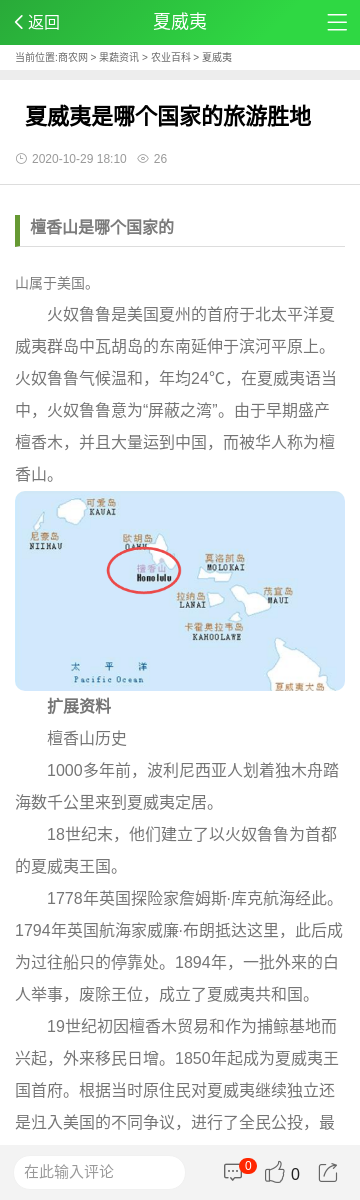 返回
夏威夷
当前位置:商农网 > 果蔬资讯 > 农业百科 > 夏威夷
夏威夷是哪个国家的旅游胜地
2020-10-29 18:10 26
檀香山是哪个国家的
山属于美国。
火奴鲁鲁是美国夏州的首府于北太平洋夏
威夷群岛中瓦胡岛的东南延伸于滨河平原上。
火奴鲁鲁气候温和，年均24℃，在夏威夷语当
中，火奴鲁鲁意为“屏蔽之湾”。由于早期盛产
檀香木，并且大量运到中国，而被华人称为檀
香山。
可爱岛
KAUAI
尼豪岛
NIIHAU
欧胡岛
OAHU
檀香山
Honolulu
莫洛凯岛
MOLOKAI
拉纳岛
LANAI
茂宜岛
MAUI
卡霍奥拉韦岛
KAHOOLAWE
太 平 洋
Pacific Ocean
夏威夷大岛
扩展资料
檀香山历史
1000多年前，波利尼西亚人划着独木舟踏
海数千公里来到夏威夷定居。
18世纪末，他们建立了以火奴鲁鲁为首都
的夏威夷王国。
1778年英国探险家詹姆斯·库克航海经此。
1794年英国航海家威廉·布朗抵达这里，此后成
为过往船只的停靠处。1894年，一批外来的白
人举事，废除王位，成立了夏威夷共和国。
19世纪初因檀香木贸易和作为捕鲸基地而
兴起，外来移民日增。1850年起成为夏威夷王
国首府。根据当时原住民对夏威夷继续独立还
是归入美国的不同争议，进行了全民公投，最
在此输入评论
0
0